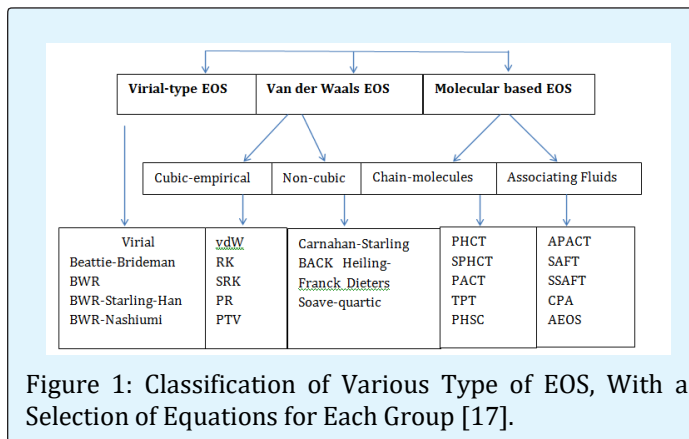 Virial-type EOS Van der Waals EOS Molecular based EOS
Cubic-empirical Non-cubic Chain-molecules Associating Fluids
Virial
Beattie-Brideman
BWR
BWR-Starling-Han
BWR-Nashiumi
vdW
RK
SRK
PR
PTV
Carnahan-Starling
BACK Heiling-
Franck Dieters
Soave-quartic
PHCT
SPHCT
PACT
TPT
PHSC
APACT
SAFT
SSAFT
CPA
AEOS
Figure 1: Classification of Various Type of EOS, With a
Selection of Equations for Each Group [17].